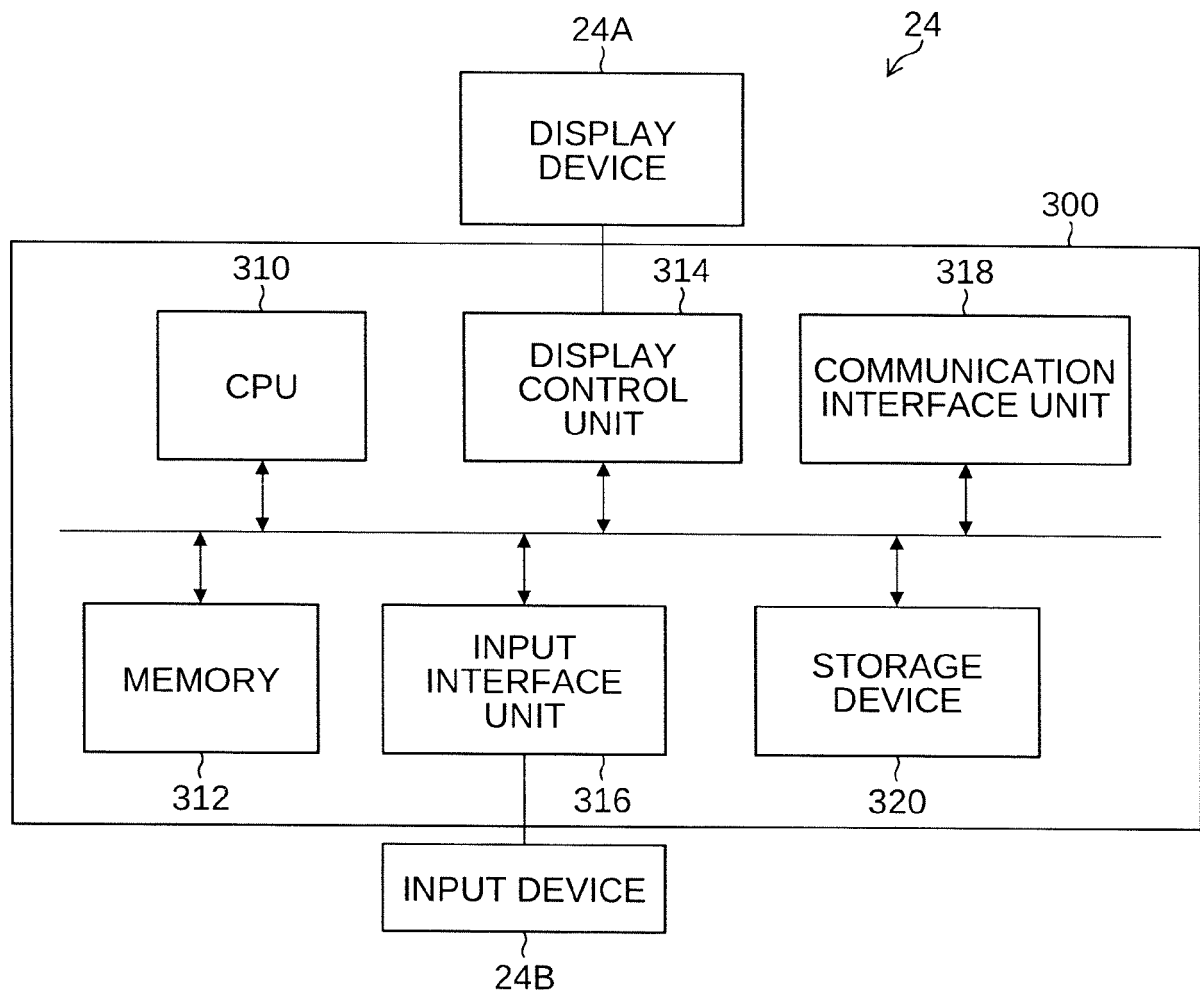 24A
24
DISPLAY
DEVICE
300
310
314
318
CPU
DISPLAY
CONTROL
UNIT
COMMUNICATION
INTERFACE UNIT
MEMORY
INPUT
INTERFACE
UNIT
STORAGE
DEVICE
312
316
320
INPUT DEVICE
24B